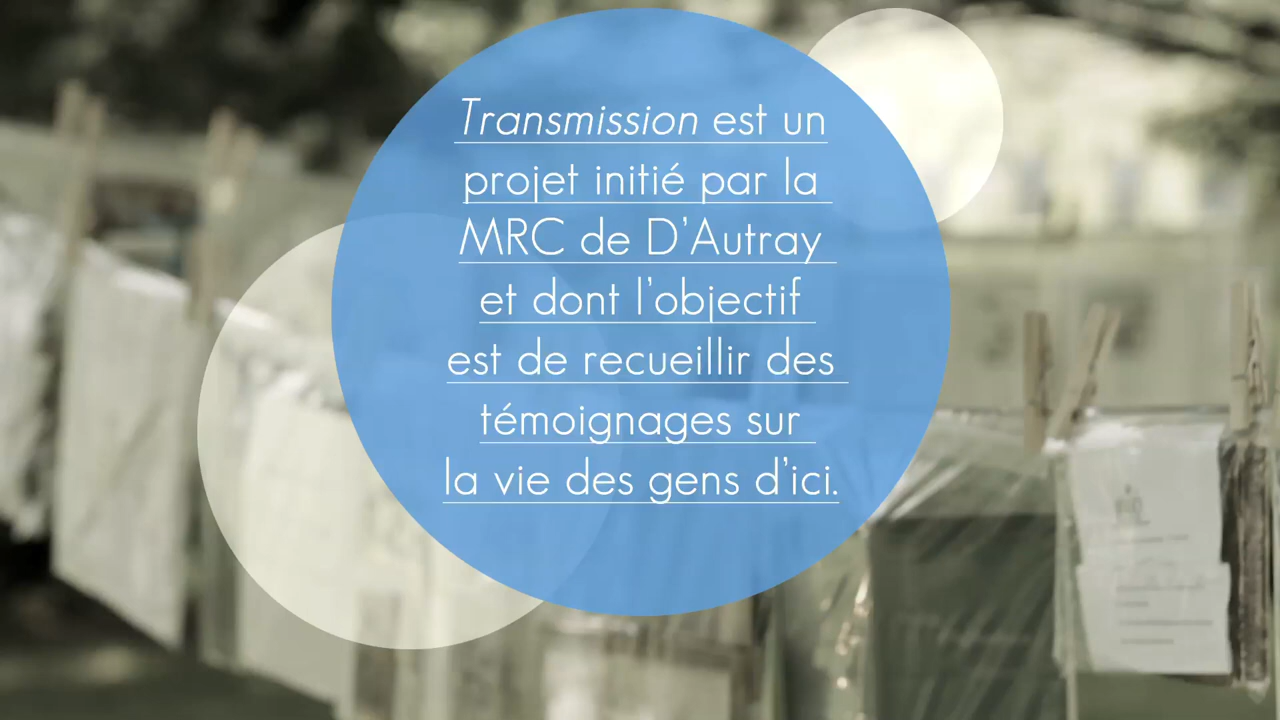 Transmission est un
projet initié par la
MRC de D'Autray
et dont l'objectif
est de recueillir des
témoignages sur
la vie des gens d'ici.